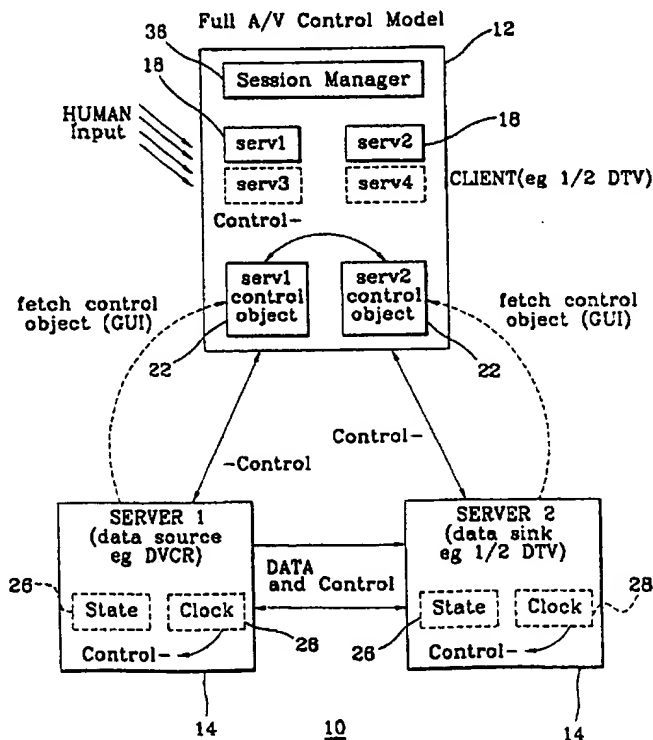 Full A/V Control Model
36
12
Session Manager
18
HUMAN
Input
serv1
serv2
18
serv3
serv4
CLIENT(eg 1/2 DTV)
Control-
serv1
control
object
serv2
control
object
fetch control
object (GUI)
fetch control
object (GUI)
22
22
Control-
-Control
SERVER 1
(data source
eg DVCR)
SERVER 2
(data sink
eg 1/2 DTV)
DATA
and Control
26
State
Clock
28
Control-
26
State
Clock
28
Control-
14
10
14